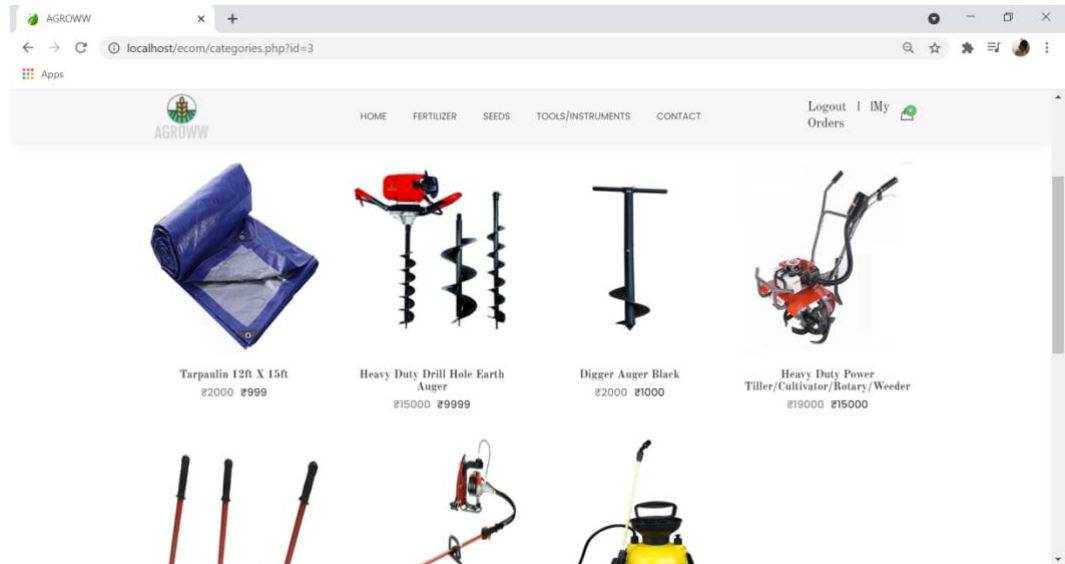 AGROWW
localhost/ecom/categories.php?id=3
Apps
AGROWW
HOME FERTILIZER SEEDS TOOLS/INSTRUMENTS CONTACT
Logout | |My
Orders
Tarpaulin 12ft X 15ft
₹2000 ₹999
Heavy Duty Drill Hole Earth
Auger
₹15000 ₹9999
Digger Auger Black
₹2000 ₹1000
Heavy Duty Power
Tiller/Cultivator/Rotary/Weeder
₹19000 ₹15000